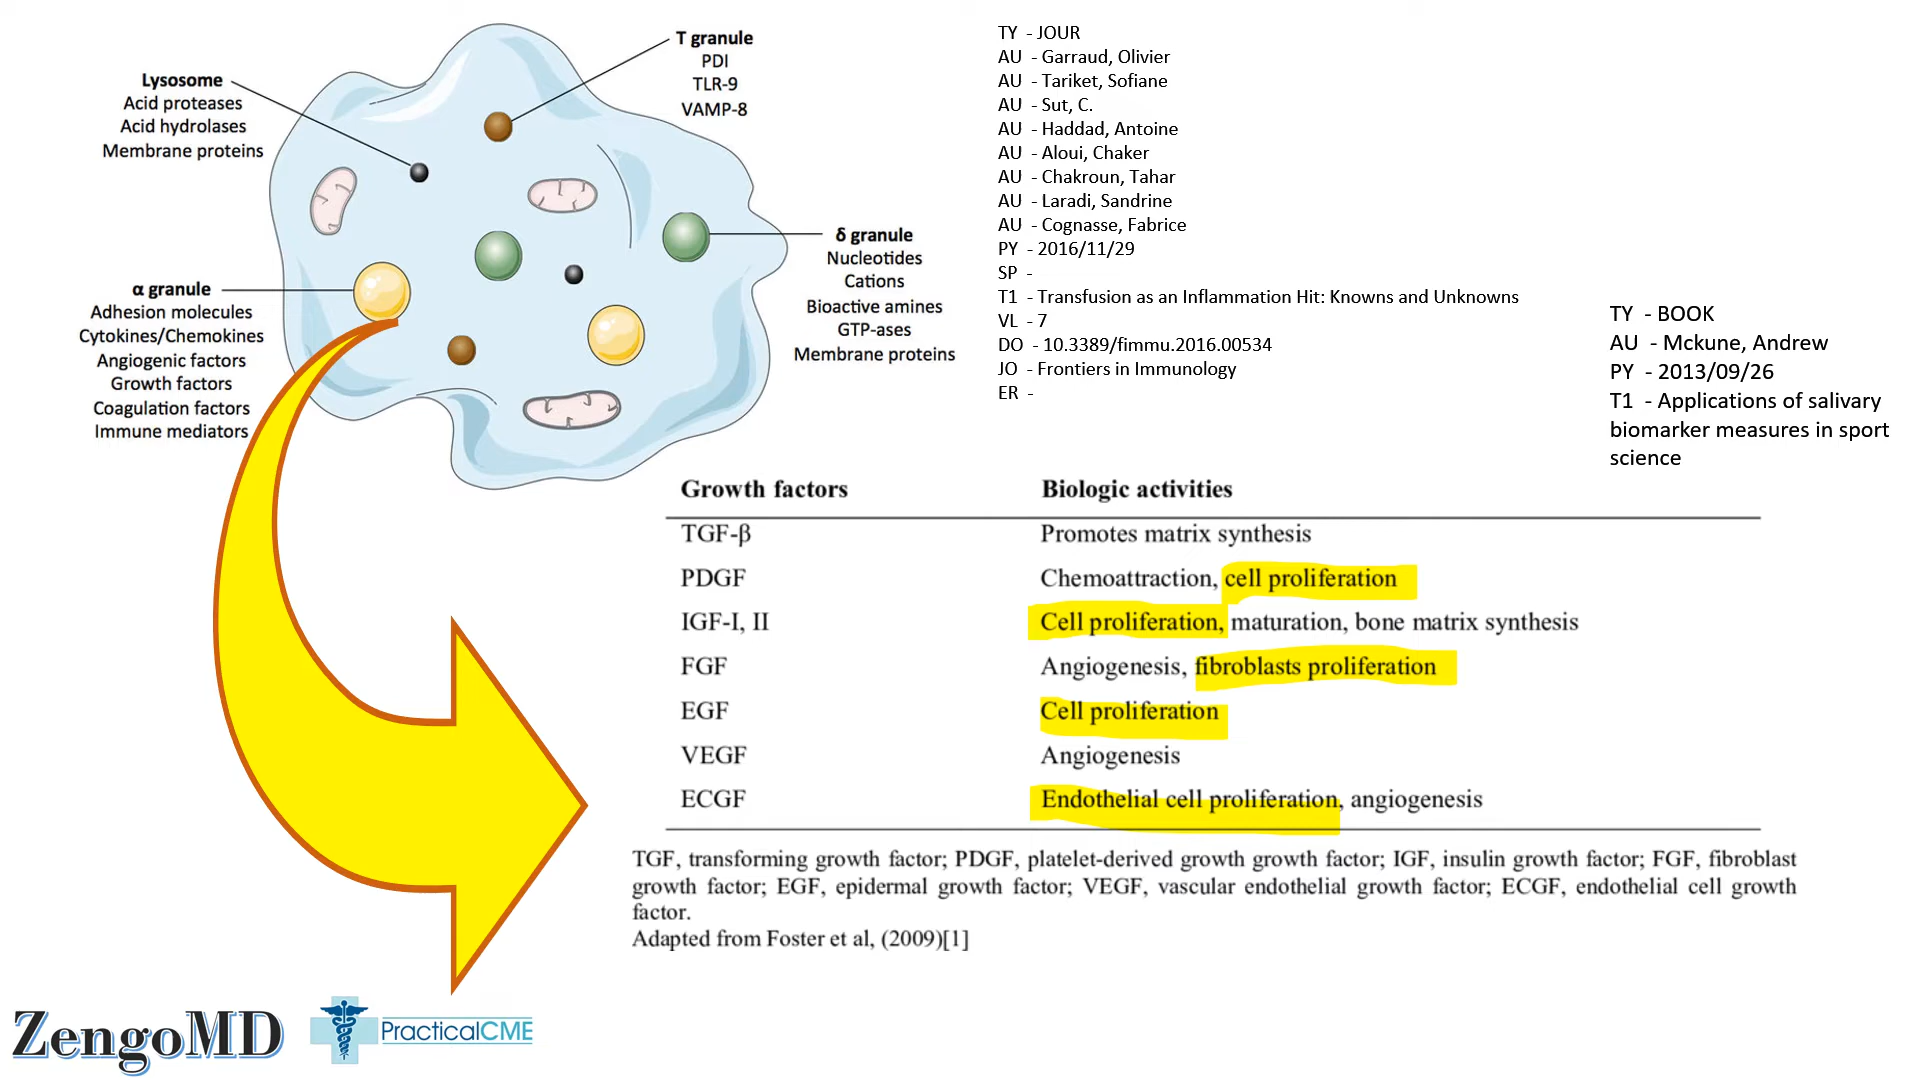 T granule
PDI
TLR-9
VAMP-8
Lysosome
Acid proteases
Acid hydrolases
Membrane proteins
δ granule
Nucleotides
Cations
Bioactive amines
GTP-ases
Membrane proteins
α granule
Adhesion molecules
Cytokines/Chemokines
Angiogenic factors
Growth factors
Coagulation factors
Immune mediators
TY - JOUR
AU - Garraud, Olivier
AU - Tariket, Sofiane
AU - Sut, C.
AU - Haddad, Antoine
AU - Aloui, Chaker
AU - Chakroun, Tahar
AU - Laradi, Sandrine
AU - Cognasse, Fabrice
PY - 2016/11/29
SP -
T1 - Transfusion as an Inflammation Hit: Knowns and Unknowns
VL - 7
DO - 10.3389/fimmu.2016.00534
JO - Frontiers in Immunology
ER -
TY - BOOK
AU - Mckune, Andrew
PY - 2013/09/26
T1 - Applications of salivary
biomarker measures in sport
science
Growth factors Biologic activities
TGF-β Promotes matrix synthesis
PDGF Chemoattraction, cell proliferation
IGF-I, II Cell proliferation, maturation, bone matrix synthesis
FGF Angiogenesis, fibroblasts proliferation
EGF Cell proliferation
VEGF Angiogenesis
ECGF Endothelial cell proliferation, angiogenesis
TGF, transforming growth factor; PDGF, platelet-derived growth growth factor; IGF, insulin growth factor; FGF, fibroblast
growth factor; EGF, epidermal growth factor; VEGF, vascular endothelial growth factor; ECGF, endothelial cell growth
factor.
Adapted from Foster et al, (2009)[1]
ZengoMD
PracticalCME